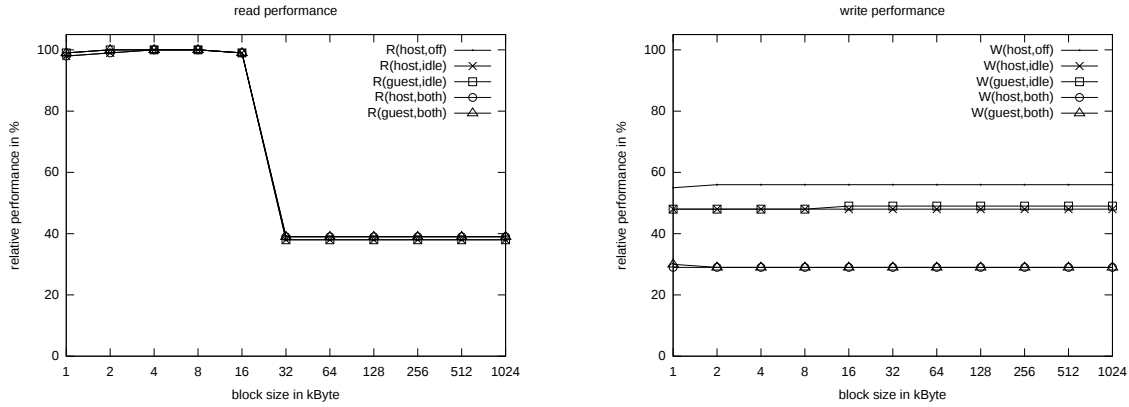 read performance
relative performance in %
100
80
60
40
20
0
R(host,off)
R(host,idle)
R(guest,idle)
R(host,both)
R(guest,both)
1 2 4 8 16 32 64 128 256 512 1024
block size in kByte
write performance
relative performance in %
100
80
60
40
20
0
W(host,off)
W(host,idle)
W(guest,idle)
W(host,both)
W(guest,both)
1 2 4 8 16 32 64 128 256 512 1024
block size in kByte